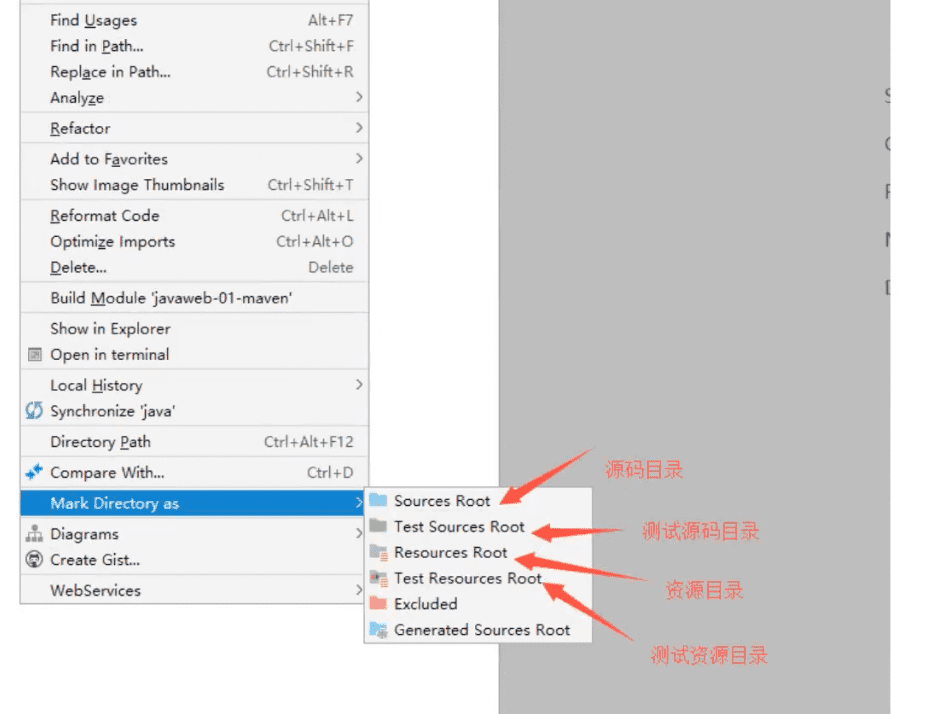 Find Usages Alt+F7
Find in Path... Ctrl+Shift+F
Replace in Path... Ctrl+Shift+R
Analyze
Refactor
Add to Favorites
Show Image Thumbnails Ctrl+Shift+T
Reformat Code Ctrl+Alt+L
Optimize Imports Ctrl+Alt+O
Delete... Delete
Build Module 'javaweb-01-maven'
Show in Explorer
Open in terminal
Local History
Synchronize 'java'
Directory Path Ctrl+Alt+F12
Compare With... Ctrl+D
Mark Directory as
Diagrams
Create Gist...
WebServices
Sources Root
Test Sources Root
Resources Root
Test Resources Root
Excluded
Generated Sources Root
源码目录
测试源码目录
资源目录
测试资源目录